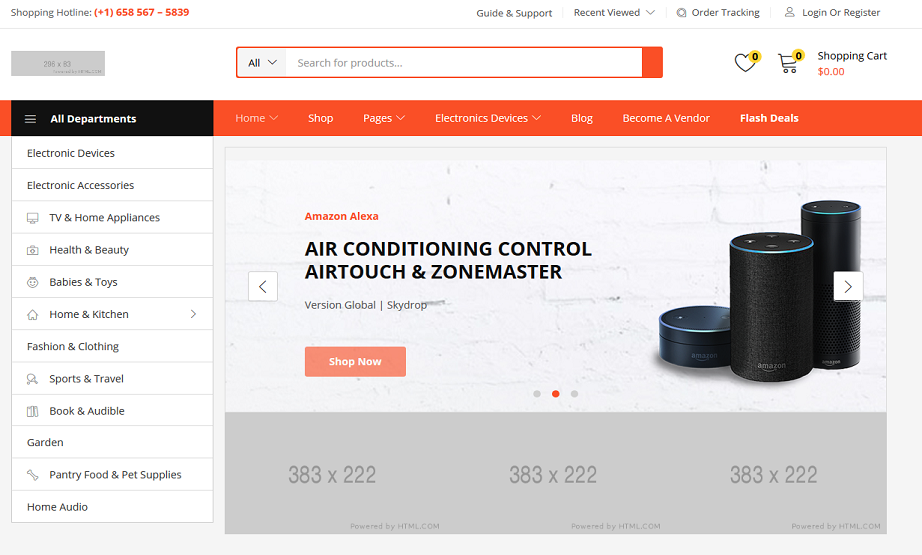 Shopping Hotline: (+1) 658 567 – 5839
Guide & Support
Recent Viewed
Order Tracking
Login Or Register
296 x 83
Powered by HTML.COM
All
Search for products...
0
0
Shopping Cart
$0.00
All Departments
Home
Shop
Pages
Electronics Devices
Blog
Become A Vendor
Flash Deals
Electronic Devices
Electronic Accessories
TV & Home Appliances
Health & Beauty
Babies & Toys
Home & Kitchen
Fashion & Clothing
Sports & Travel
Book & Audible
Garden
Pantry Food & Pet Supplies
Home Audio
Amazon Alexa
AIR CONDITIONING CONTROL
AIRTOUCH & ZONEMASTER
Version Global | Skydrop
Shop Now
amazon
amazon
amazon
383 x 222
Powered by HTML.COM
383 x 222
Powered by HTML.COM
383 x 222
Powered by HTML.COM